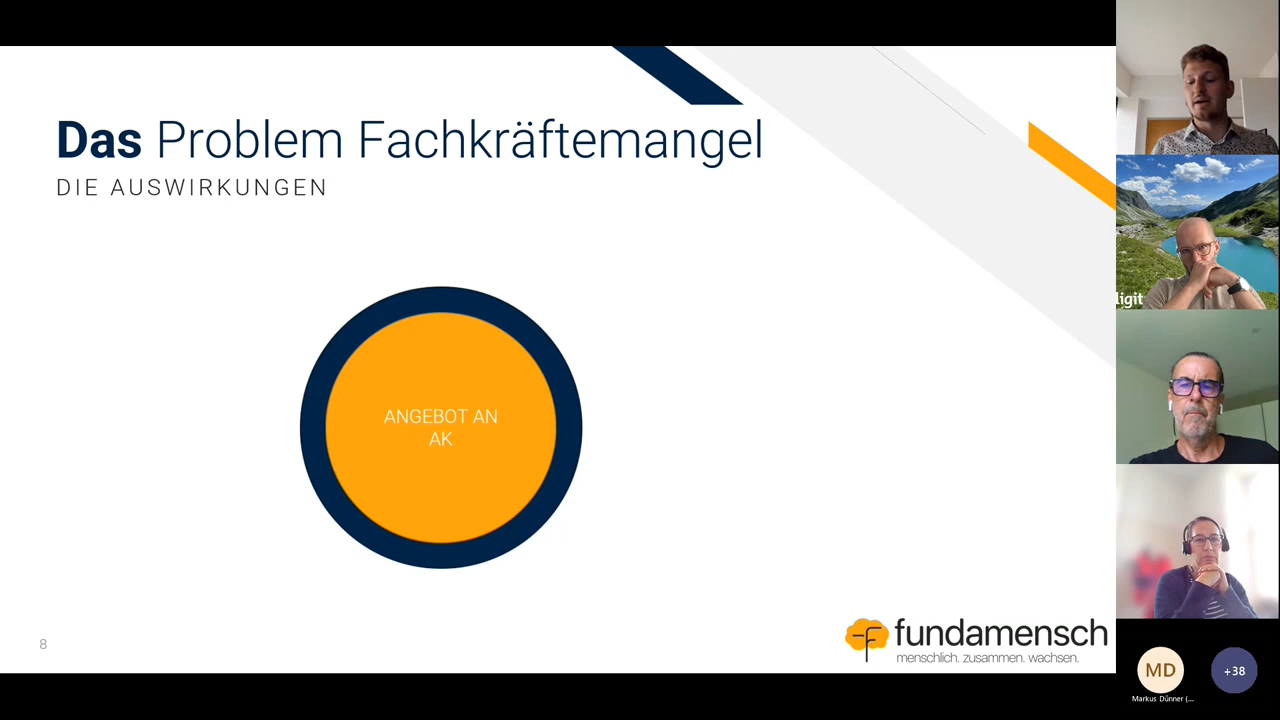 Das Problem Fachkräftemangel
DIE AUSWIRKUNGEN
ANGEBOT AN
AK
8
fundamensch
menschlich. zusammen. wachsen.
ligit
MD
+38
Markus Dünner (...